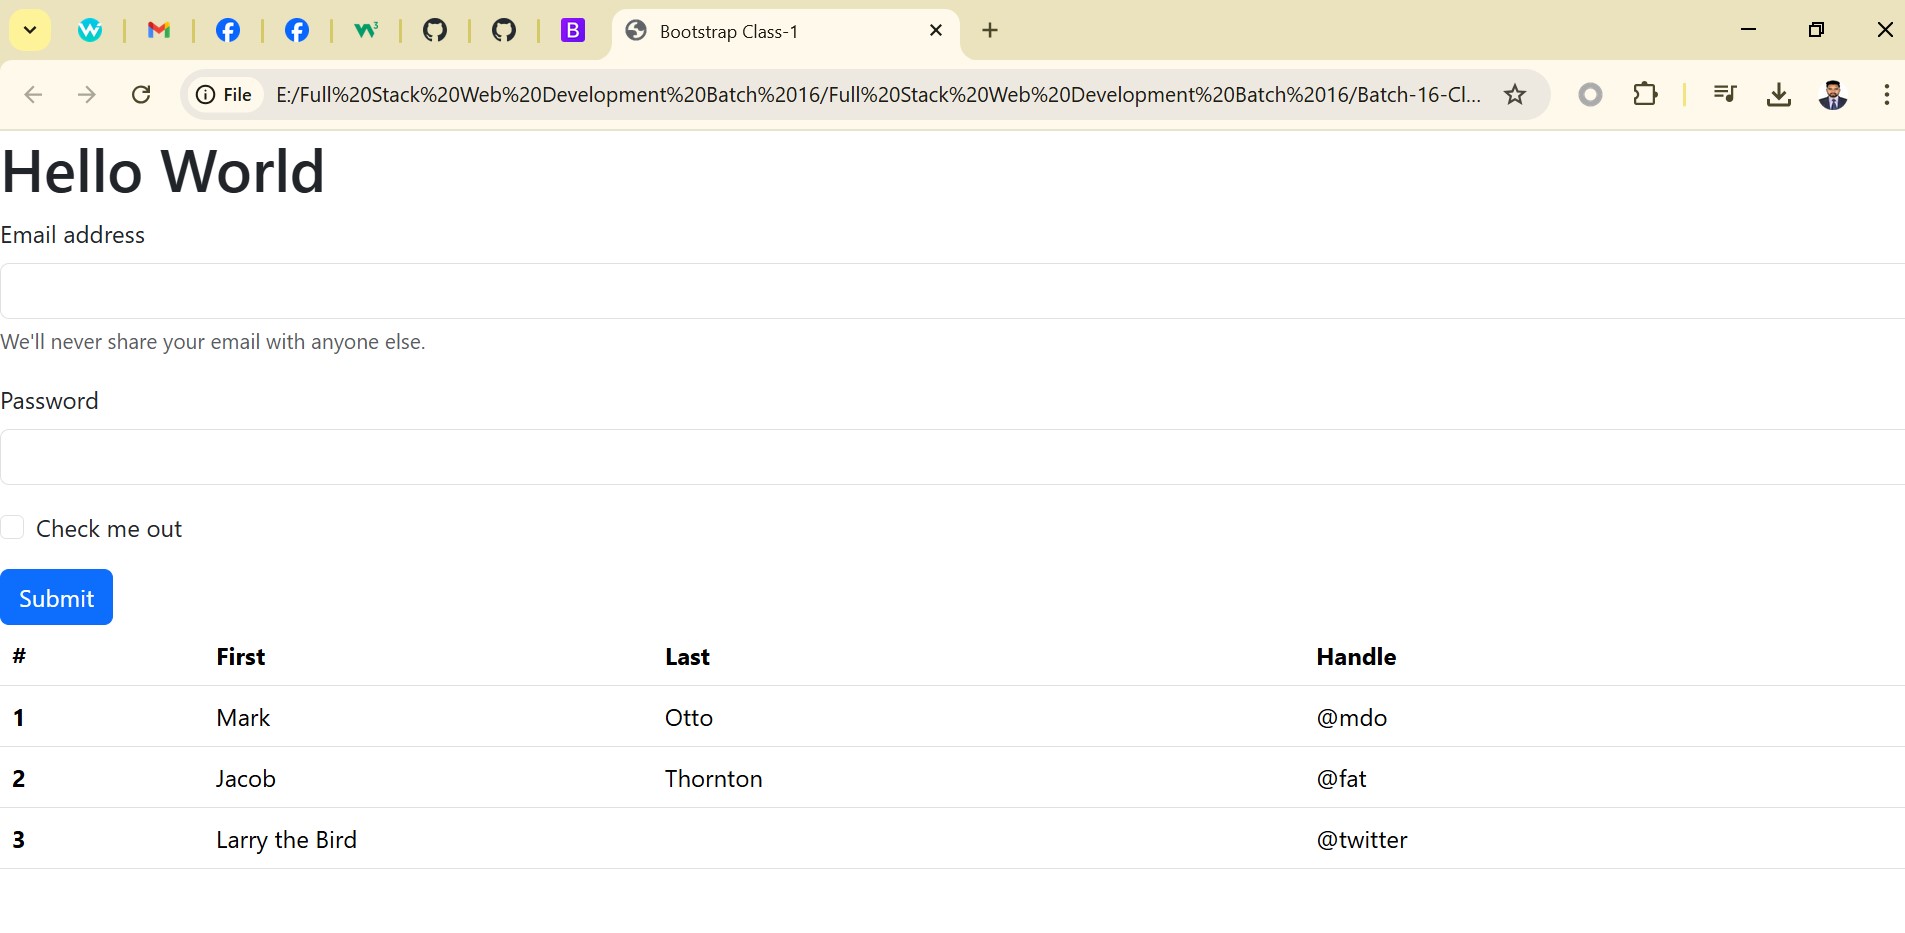 Bootstrap Class-1
File
E:/Full%20Stack%20Web%20Development%20Batch%2016/Full%20Stack%20Web%20Development%20Batch%2016/Batch-16-Cl...
Hello World
Email address
We'll never share your email with anyone else.
Password
Check me out
Submit
# First Last Handle
1 Mark Otto @mdo
2 Jacob Thornton @fat
3 Larry the Bird @twitter